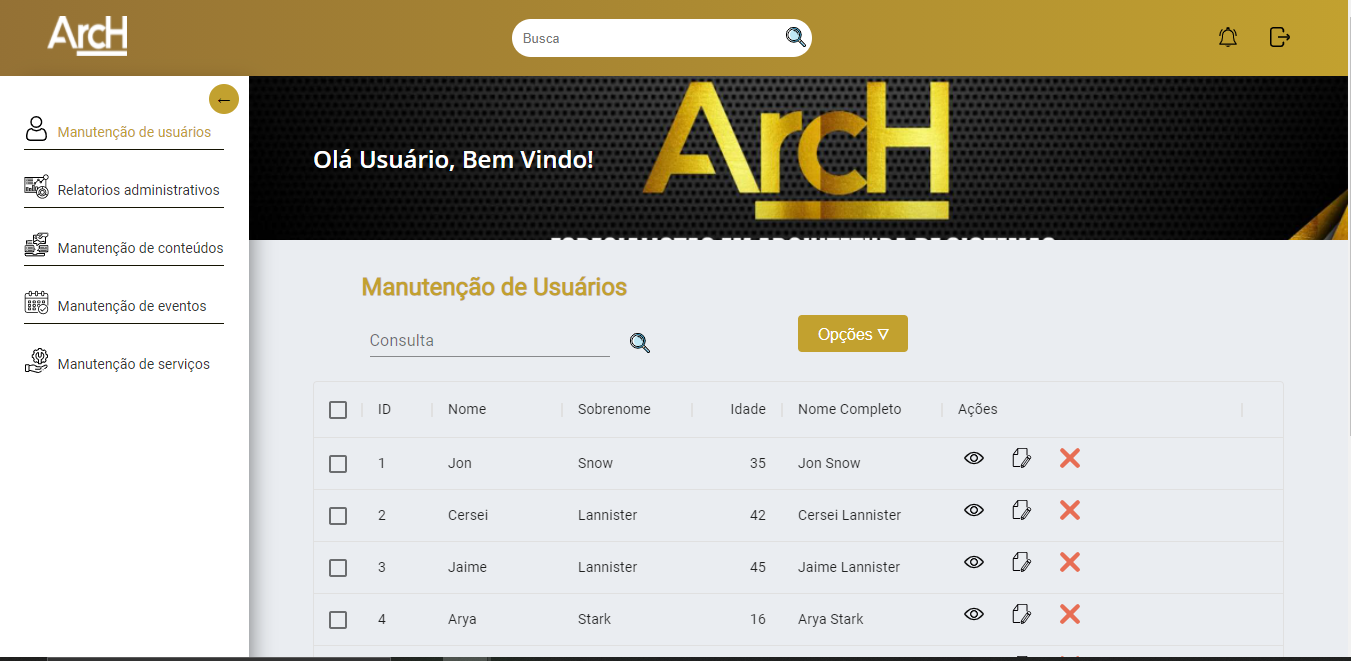 ArcH
Busca
←
Manutenção de usuários
Relatorios administrativos
Manutenção de conteúdos
Manutenção de eventos
Manutenção de serviços
Olá Usuário, Bem Vindo!
ArcH
Manutenção de Usuários
Consulta
Opções ▽
ID Nome Sobrenome Idade Nome Completo Ações
1 Jon Snow 35 Jon Snow
2 Cersei Lannister 42 Cersei Lannister
3 Jaime Lannister 45 Jaime Lannister
4 Arya Stark 16 Arya Stark